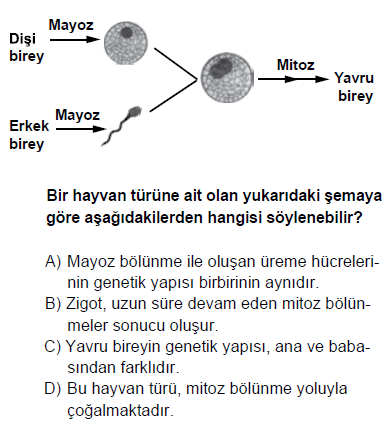 Mayoz
Dişi
birey
Mitoz
Yavru
birey
Mayoz
Erkek
birey
Bir hayvan türüne ait olan yukarıdaki şemaya
göre aşağıdakilerden hangisi söylenebilir?
A) Mayoz bölünme ile oluşan üreme hücreleri-
nin genetik yapısı birbirinin aynıdır.
B) Zigot, uzun süre devam eden mitoz bölün-
meler sonucu oluşur.
C) Yavru bireyin genetik yapısı, ana ve baba-
sından farklıdır.
D) Bu hayvan türü, mitoz bölünme yoluyla
çoğalmaktadır.